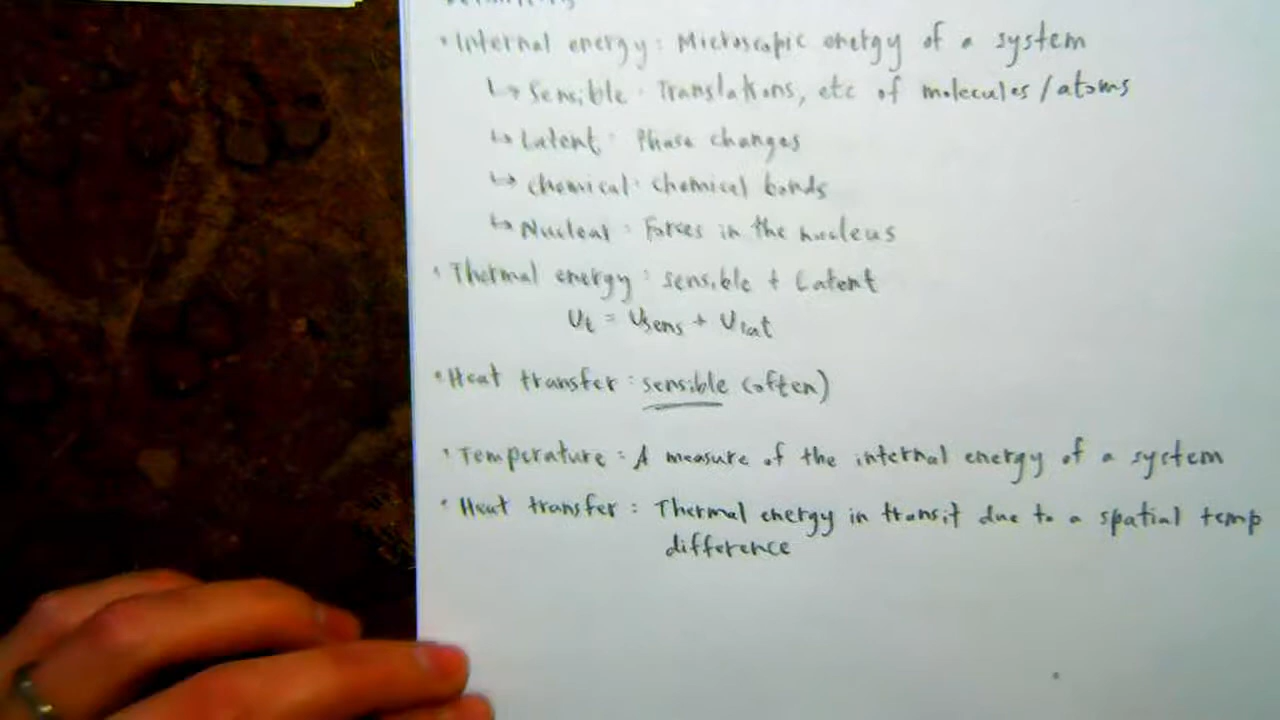 • Internal energy: Microscopic energy of a system
↳ Sensible: Translations, etc of molecules/atoms
↳ Latent: Phase changes
↳ Chemical: Chemical bonds
↳ Nuclear: Forces in the nucleus
• Thermal energy: sensible + Latent
Ut = Usens + Ulat
• Heat transfer: sensible (often)
• Temperature: A measure of the internal energy of a system
• Heat transfer: Thermal energy in transit due to a spatial temp
difference